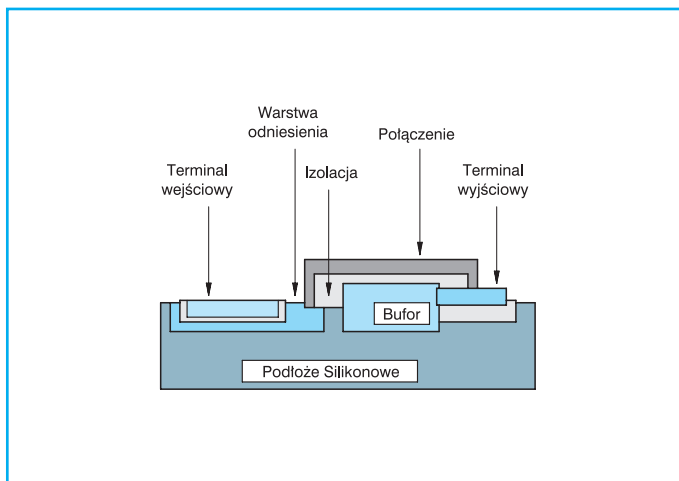 Warstwa
odniesienia
Połączenie
Terminal
wejściowy
Izolacja
Terminal
wyjściowy
Bufor
Podłoże Silikonowe